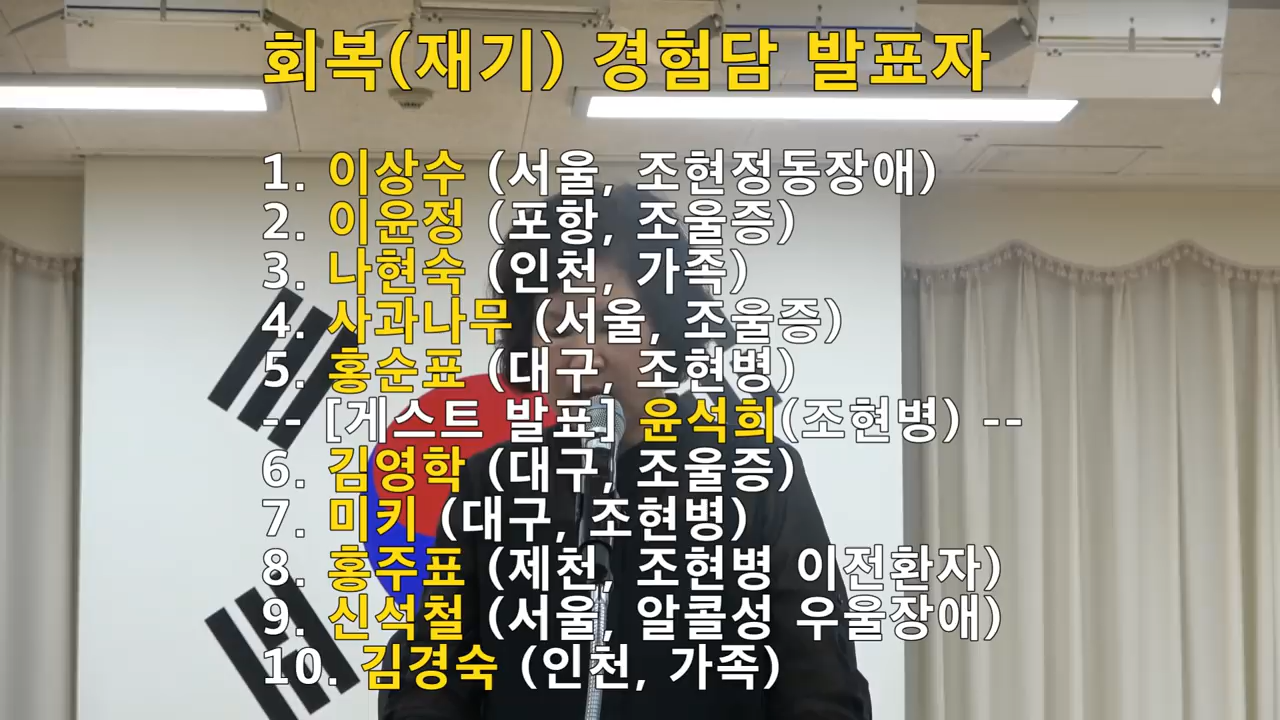 회복(재기) 경험담 발표자
1. 이상수 (서울, 조현정동장애)
2. 이윤정 (포항, 조울증)
3. 나현숙 (인천, 가족)
4. 사과나무 (서울, 조울증)
5. 홍순표 (대구, 조현병)
-- [게스트 발표] 윤석희(조현병) --
6. 김영학 (대구, 조울증)
7. 미키 (대구, 조현병)
8. 홍주표 (제천, 조현병 이전환자)
9. 신석철 (서울, 알콜성 우울장애)
10. 김경숙 (인천, 가족)